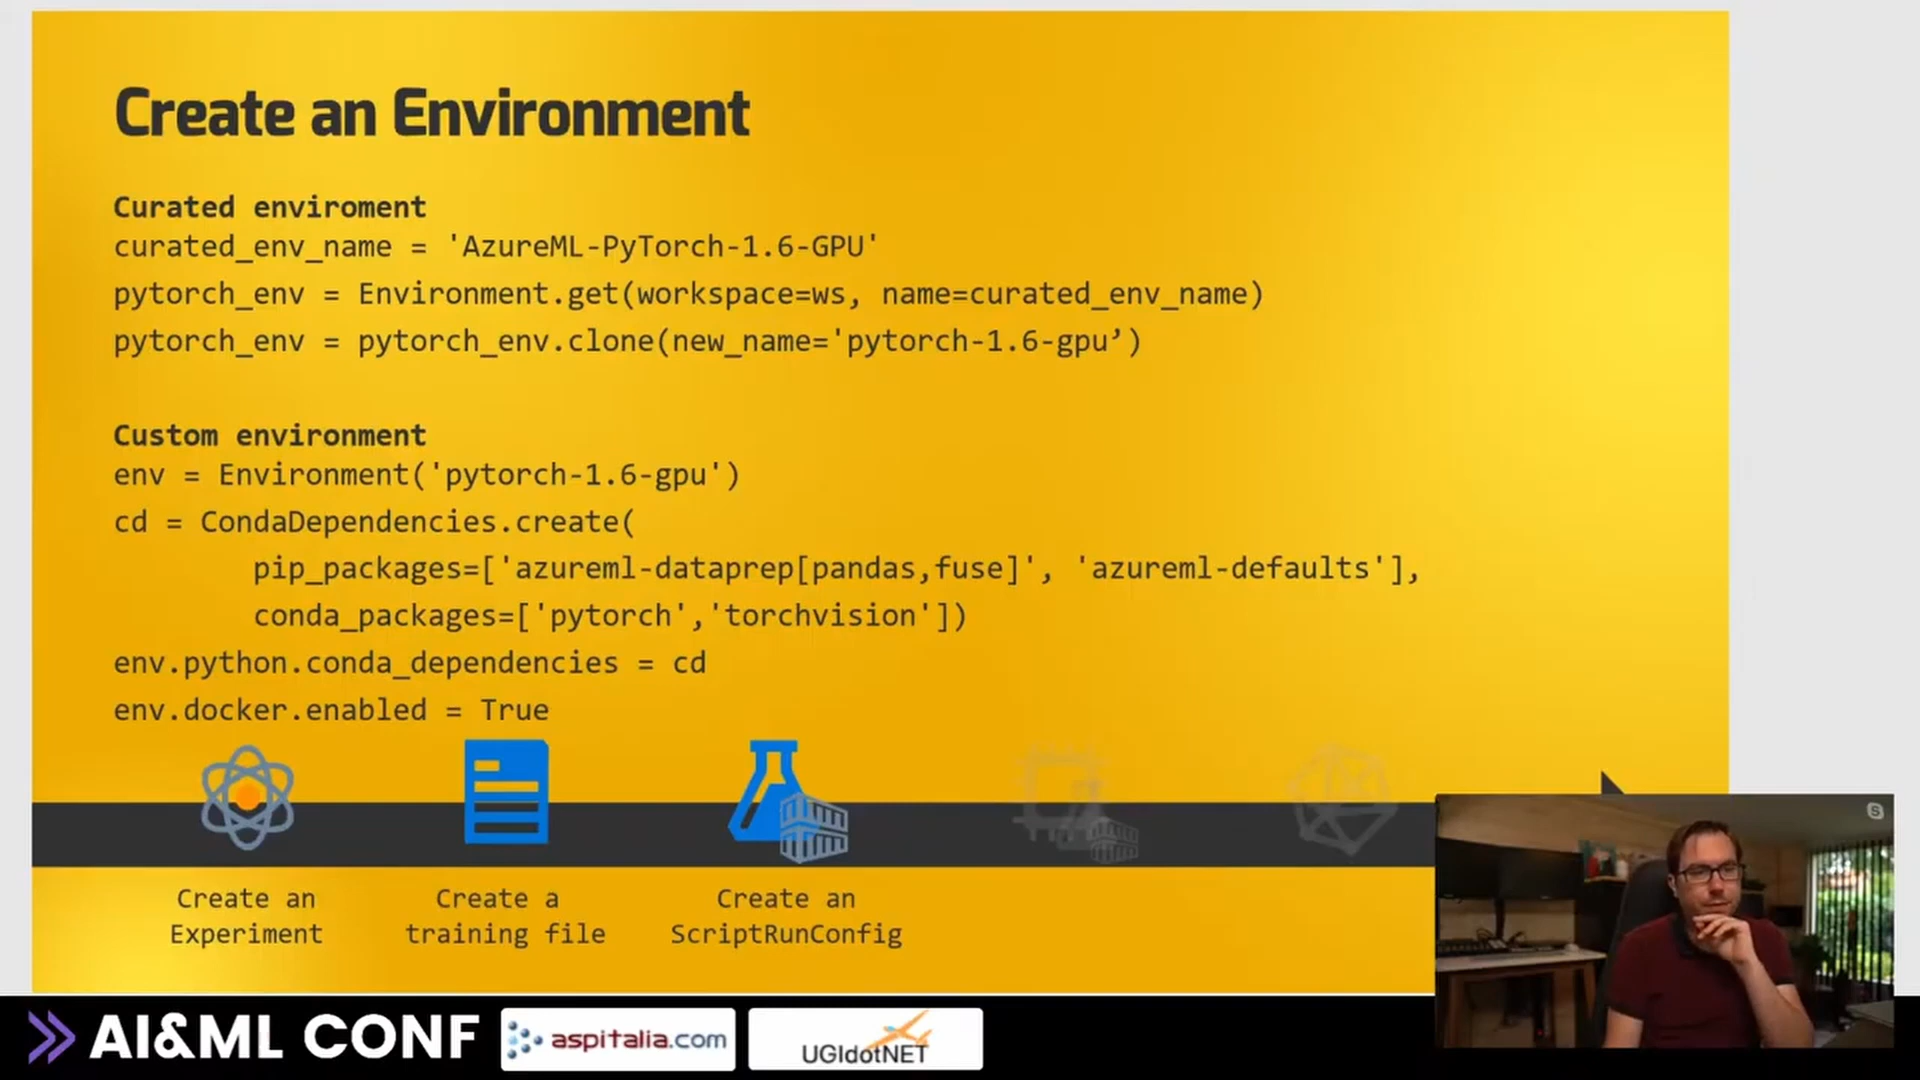 Create an Environment
Curated enviroment
curated_env_name = 'AzureML-PyTorch-1.6-GPU'
pytorch_env = Environment.get(workspace=ws, name=curated_env_name)
pytorch_env = pytorch_env.clone(new_name='pytorch-1.6-gpu’)
Custom environment
env = Environment('pytorch-1.6-gpu')
cd = CondaDependencies.create(
pip_packages=['azureml-dataprep[pandas,fuse]', 'azureml-defaults'],
conda_packages=['pytorch','torchvision'])
env.python.conda_dependencies = cd
env.docker.enabled = True
Create an
Experiment
Create a
training file
Create an
ScriptRunConfig
AI&ML CONF
aspitalia.com
UGIdotNET